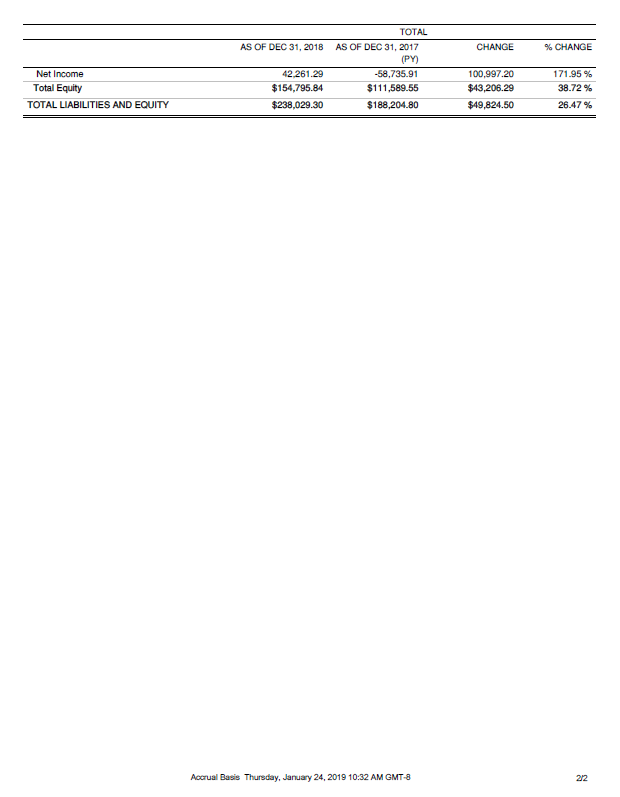 TOTAL
AS OF DEC 31, 2018 AS OF DEC 31, 2017 CHANGE % CHANGE
(PY)
Net Income 42,261.29 -58,735.91 100,997.20 171.95 %
Total Equity $154,795.84 $111,589.55 $43,206.29 38.72 %
TOTAL LIABILITIES AND EQUITY $238,029.30 $188,204.80 $49,824.50 26.47 %
Accrual Basis Thursday, January 24, 2019 10:32 AM GMT-8 2/2